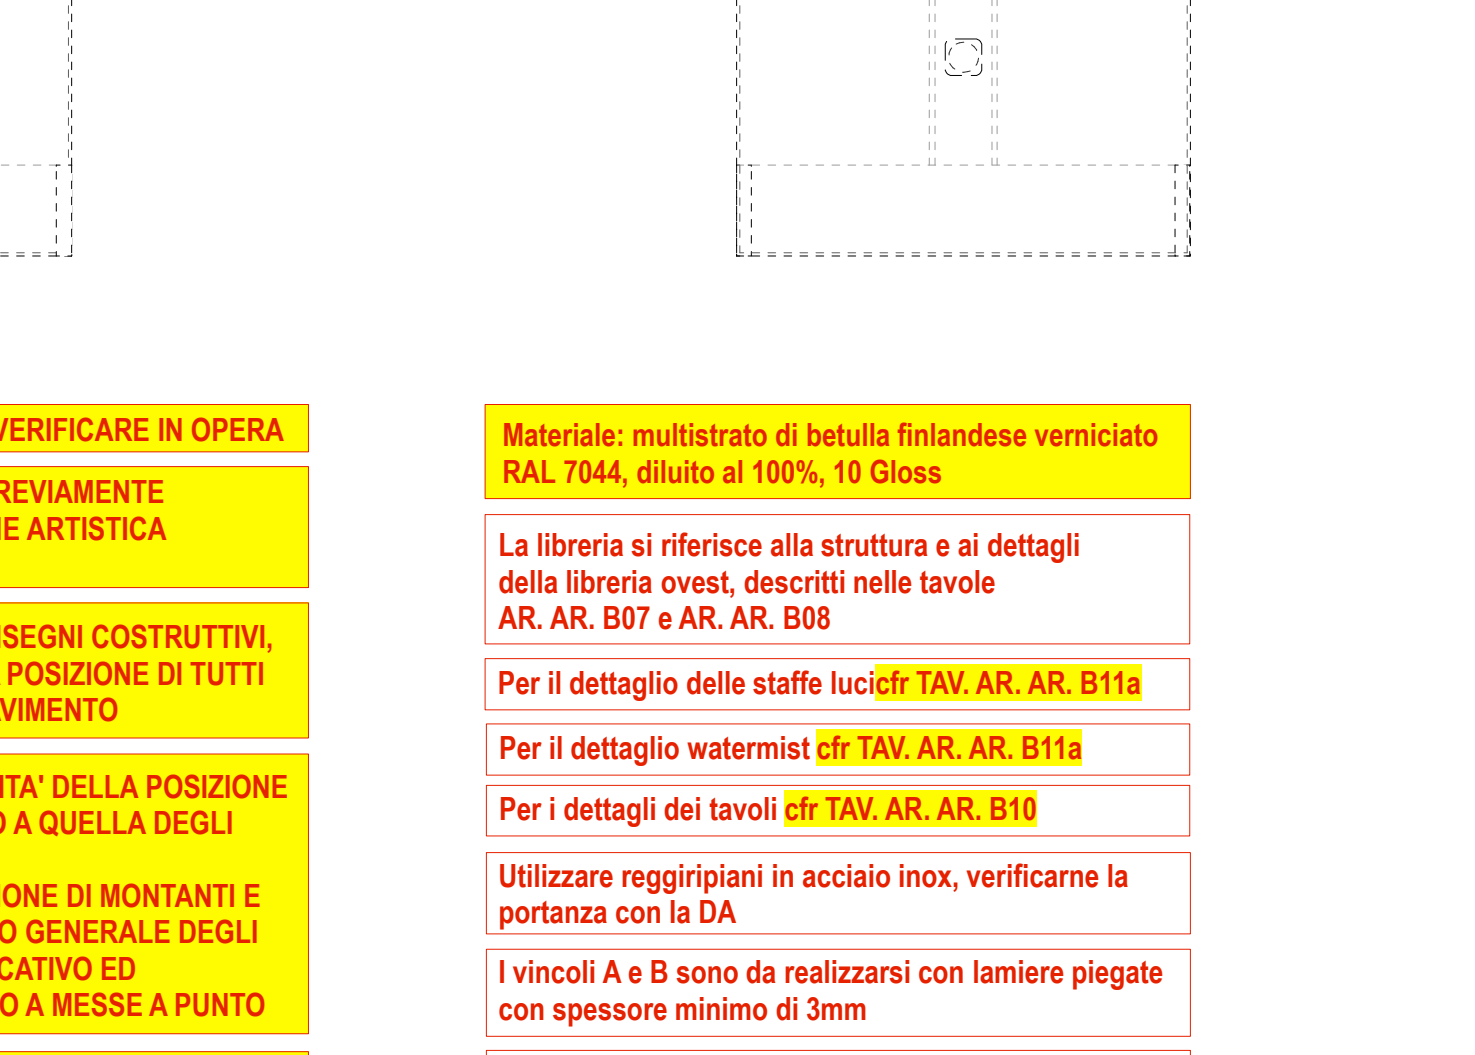 VERIFICARE IN OPERA
REVIAMENTE
E ARTISTICA
SEGNI COSTRUTTIVI,
POSIZIONE DI TUTTI
VIMENTO
ITA' DELLA POSIZIONE
O A QUELLA DEGLI
IONE DI MONTANTI E
O GENERALE DEGLI
CATIVO ED
O A MESSE A PUNTO
Materiale: multistrato di betulla finlandese verniciato
RAL 7044, diluito al 100%, 10 Gloss
La libreria si riferisce alla struttura e ai dettagli
della libreria ovest, descritti nelle tavole
AR. AR. B07 e AR. AR. B08
Per il dettaglio delle staffe lucicfr TAV. AR. AR. B11a
Per il dettaglio watermist cfr TAV. AR. AR. B11a
Per i dettagli dei tavoli cfr TAV. AR. AR. B10
Utilizzare reggiripiani in acciaio inox, verificarne la
portanza con la DA
I vincoli A e B sono da realizzarsi con lamiere piegate
con spessore minimo di 3mm